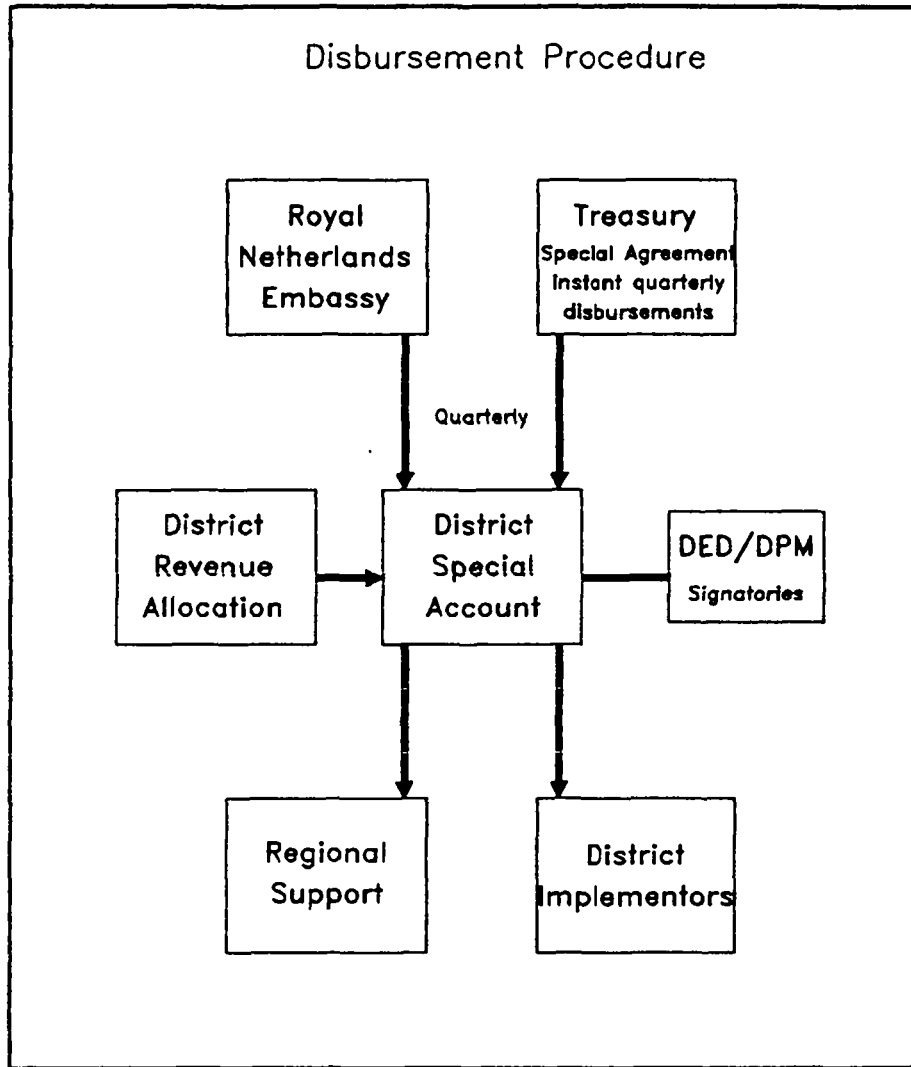 Disbursement Procedure
Royal
Netherlands
Embassy
Treasury
Special Agreement
instant quarterly
disbursements
Quarterly
District
Revenue
Allocation
District
Special
Account
DED/DPM
Signatories
Regional
Support
District
Implementors